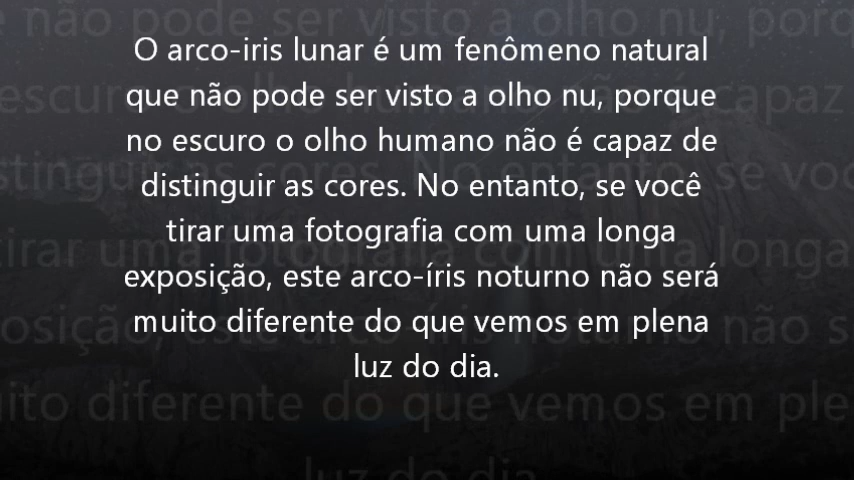 O arco-iris lunar é um fenômeno natural
que não pode ser visto a olho nu, porque
no escuro o olho humano não é capaz de
distinguir as cores. No entanto, se você
tirar uma fotografia com uma longa
exposição, este arco-íris noturno não será
muito diferente do que vemos em plena
luz do dia.